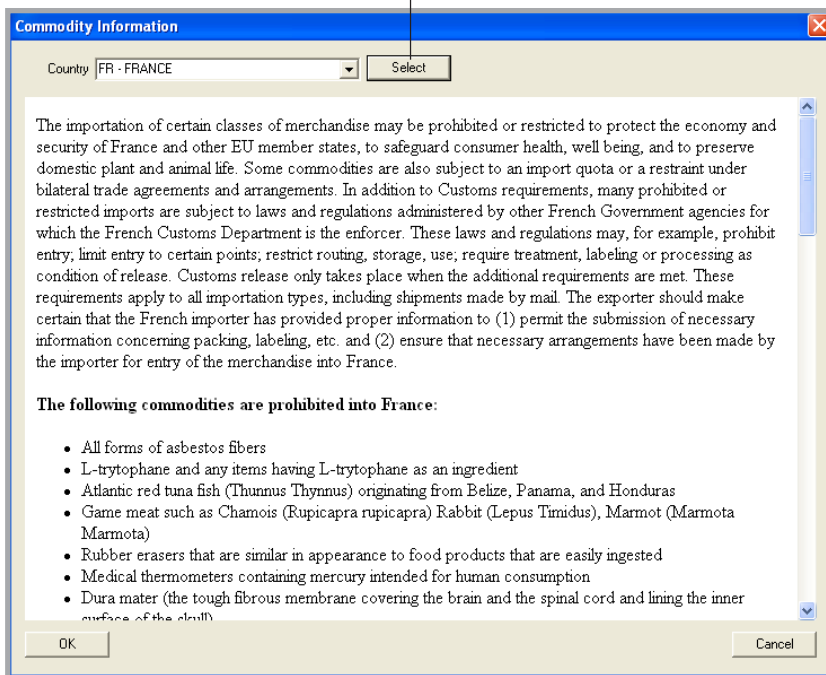 Commodity Information
Country FR - FRANCE Select
The importation of certain classes of merchandise may be prohibited or restricted to protect the economy and
security of France and other EU member states, to safeguard consumer health, well being, and to preserve
domestic plant and animal life. Some commodities are also subject to an import quota or a restraint under
bilateral trade agreements and arrangements. In addition to Customs requirements, many prohibited or
restricted imports are subject to laws and regulations administered by other French Government agencies for
which the French Customs Department is the enforcer. These laws and regulations may, for example, prohibit
entry; limit entry to certain points; restrict routing, storage, use; require treatment, labeling or processing as
condition of release. Customs release only takes place when the additional requirements are met. These
requirements apply to all importation types, including shipments made by mail. The exporter should make
certain that the French importer has provided proper information to (1) permit the submission of necessary
information concerning packing, labeling, etc. and (2) ensure that necessary arrangements have been made by
the importer for entry of the merchandise into France.
The following commodities are prohibited into France:
• All forms of asbestos fibers
• L-trytophane and any items having L-trytophane as an ingredient
• Atlantic red tuna fish (Thunnus Thynnus) originating from Belize, Panama, and Honduras
• Game meat such as Chamois (Rupicapra rupicapra) Rabbit (Lepus Timidus), Marmot (Marmota
Marmota)
• Rubber erasers that are similar in appearance to food products that are easily ingested
• Medical thermometers containing mercury intended for human consumption
• Dura mater (the tough fibrous membrane covering the brain and the spinal cord and lining the inner
surface of the skull)
OK Cancel